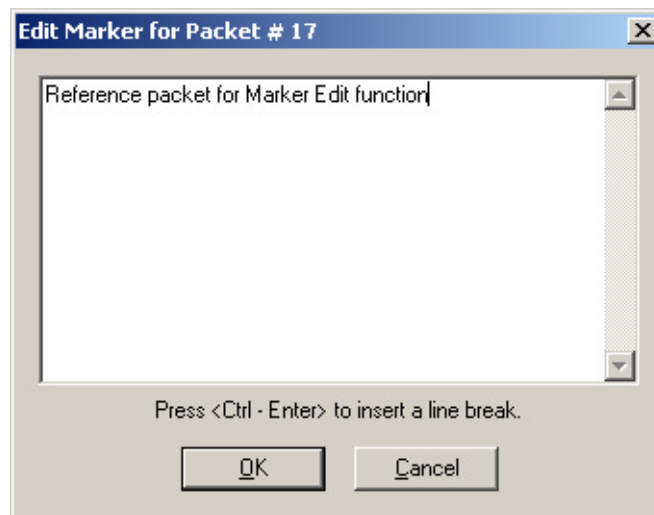 Edit Marker for Packet # 17
Reference packet for Marker Edit function
Press <Ctrl - Enter> to insert a line break.
OK
Cancel